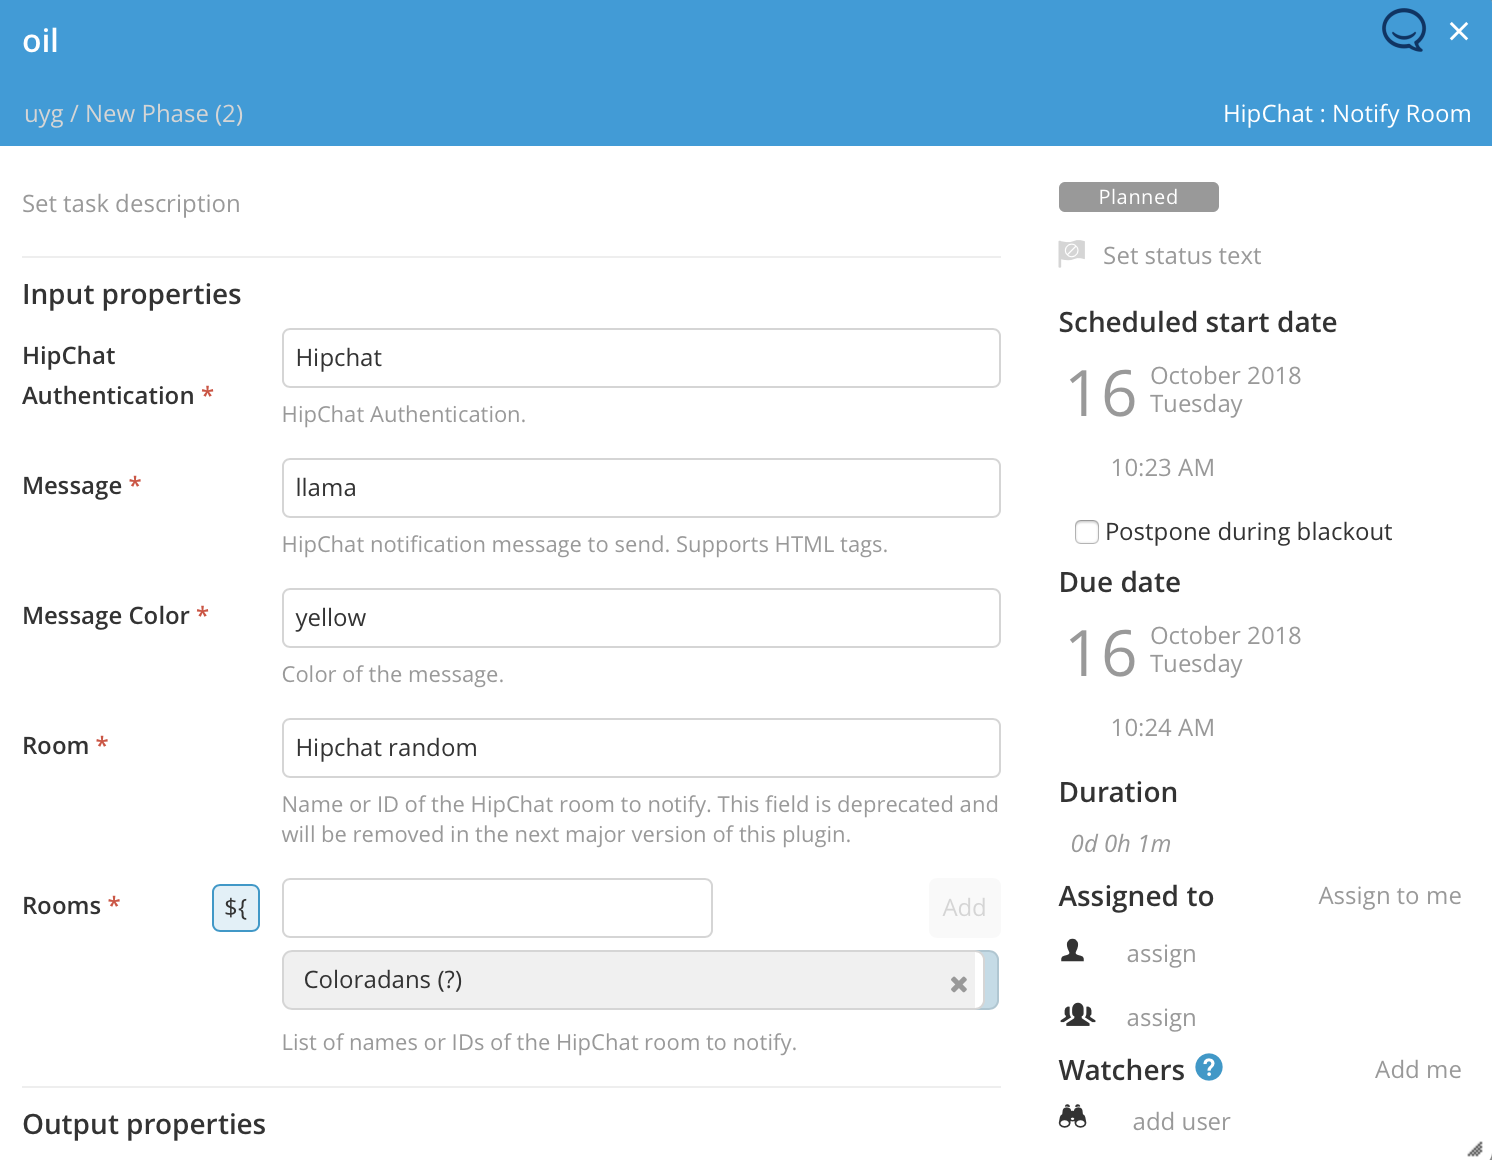 oil
uyg / New Phase (2)
HipChat : Notify Room
Set task description
Input properties
HipChat
Authentication *
Hipchat
HipChat Authentication.
Message *
llama
HipChat notification message to send. Supports HTML tags.
Message Color *
yellow
Color of the message.
Room *
Hipchat random
Name or ID of the HipChat room to notify. This field is deprecated and
will be removed in the next major version of this plugin.
Rooms *
${
Add
Coloradans (?)
List of names or IDs of the HipChat room to notify.
Output properties
Planned
Set status text
Scheduled start date
16
October 2018
Tuesday
10:23 AM
Postpone during blackout
Due date
16
October 2018
Tuesday
10:24 AM
Duration
0d 0h 1m
Assigned to
Assign to me
assign
assign
Watchers ?
Add me
add user